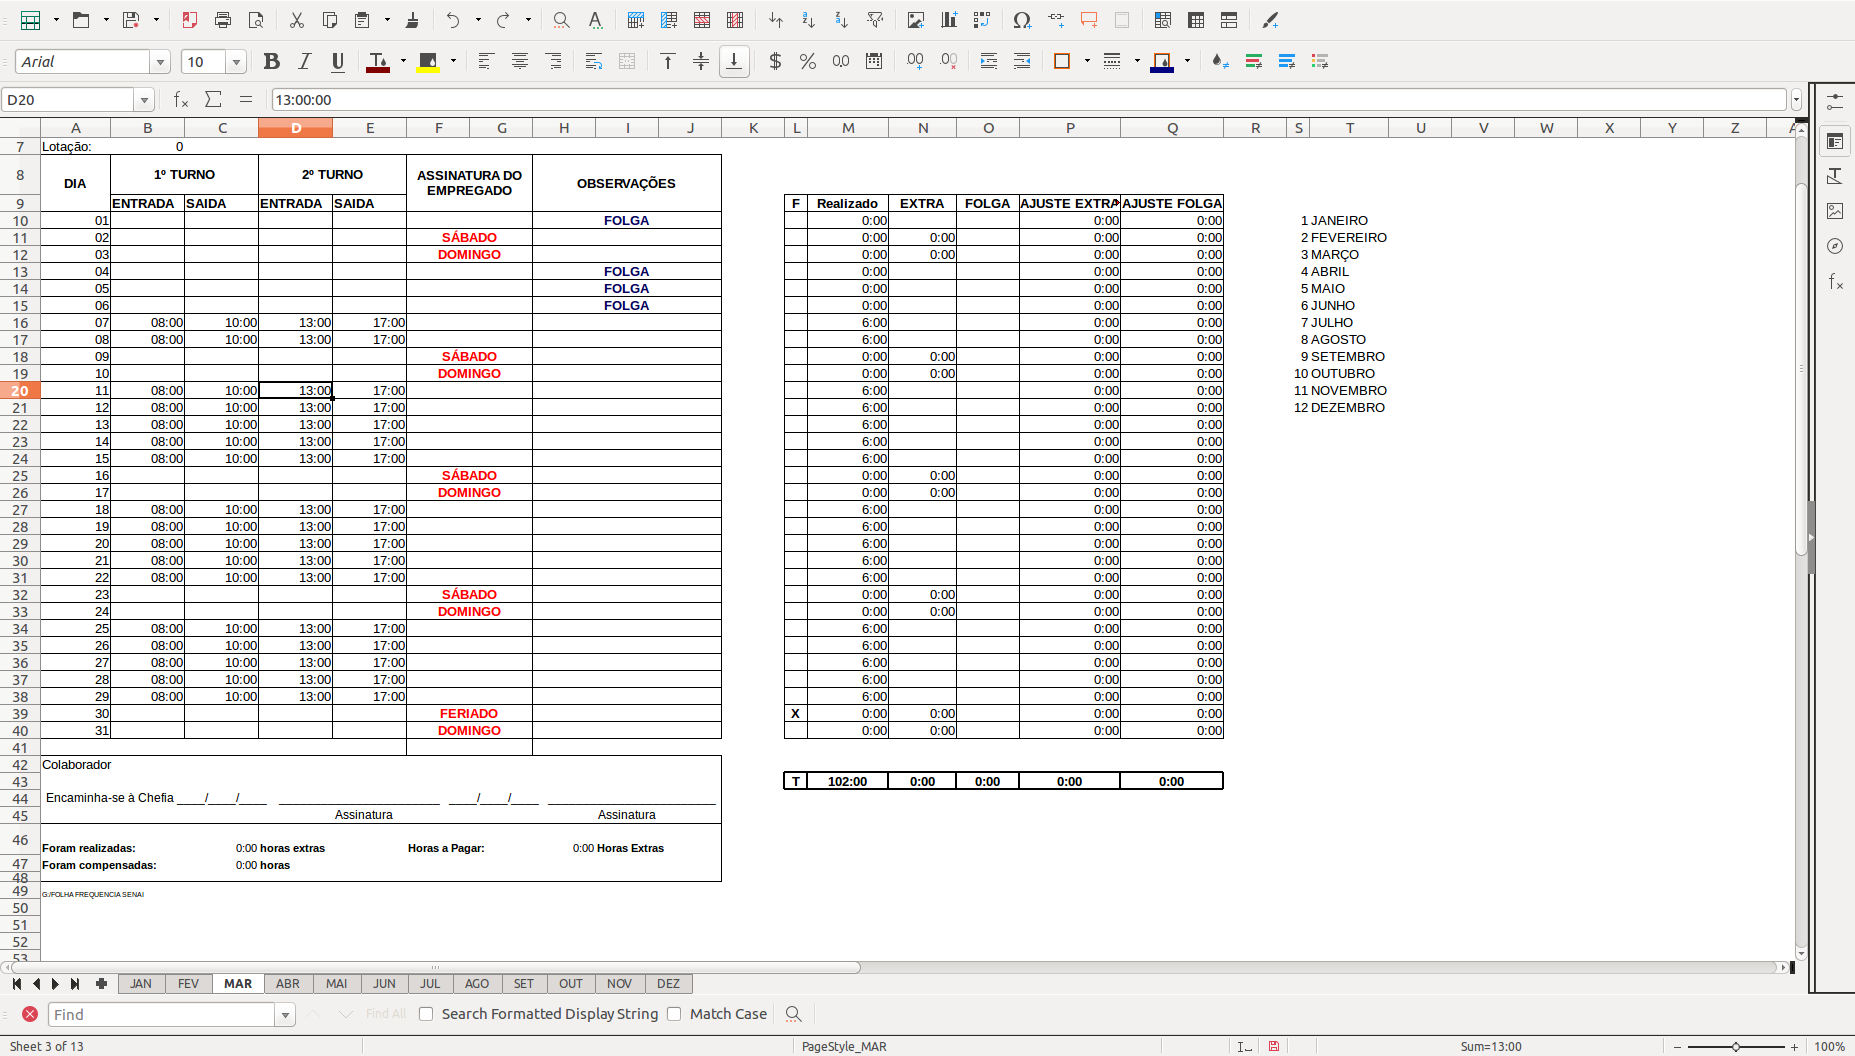 Arial 10
D20 13:00:00
A B C D E F G H I J K L M N O P Q R S T U V W X Y Z
7 Lotação: 0
8 DIA 1º TURNO 2º TURNO ASSINATURA DO EMPREGADO OBSERVAÇÕES
9 ENTRADA SAIDA ENTRADA SAIDA F Realizado EXTRA FOLGA AJUSTE EXTRA AJUSTE FOLGA
10 01 FOLGA 0:00 0:00 0:00 1 JANEIRO
11 02 SÁBADO 0:00 0:00 0:00 0:00 2 FEVEREIRO
12 03 DOMINGO 0:00 0:00 0:00 0:00 3 MARÇO
13 04 FOLGA 0:00 0:00 0:00 4 ABRIL
14 05 FOLGA 0:00 0:00 0:00 5 MAIO
15 06 FOLGA 0:00 0:00 0:00 6 JUNHO
16 07 08:00 10:00 13:00 17:00 6:00 0:00 0:00 7 JULHO
17 08 08:00 10:00 13:00 17:00 6:00 0:00 0:00 8 AGOSTO
18 09 SÁBADO 0:00 0:00 0:00 0:00 9 SETEMBRO
19 10 DOMINGO 0:00 0:00 0:00 0:00 10 OUTUBRO
20 11 08:00 10:00 13:00 17:00 6:00 0:00 0:00 11 NOVEMBRO
21 12 08:00 10:00 13:00 17:00 6:00 0:00 0:00 12 DEZEMBRO
22 13 08:00 10:00 13:00 17:00 6:00 0:00 0:00
23 14 08:00 10:00 13:00 17:00 6:00 0:00 0:00
24 15 08:00 10:00 13:00 17:00 6:00 0:00 0:00
25 16 SÁBADO 0:00 0:00 0:00 0:00
26 17 DOMINGO 0:00 0:00 0:00 0:00
27 18 08:00 10:00 13:00 17:00 6:00 0:00 0:00
28 19 08:00 10:00 13:00 17:00 6:00 0:00 0:00
29 20 08:00 10:00 13:00 17:00 6:00 0:00 0:00
30 21 08:00 10:00 13:00 17:00 6:00 0:00 0:00
31 22 08:00 10:00 13:00 17:00 6:00 0:00 0:00
32 23 SÁBADO 0:00 0:00 0:00 0:00
33 24 DOMINGO 0:00 0:00 0:00 0:00
34 25 08:00 10:00 13:00 17:00 6:00 0:00 0:00
35 26 08:00 10:00 13:00 17:00 6:00 0:00 0:00
36 27 08:00 10:00 13:00 17:00 6:00 0:00 0:00
37 28 08:00 10:00 13:00 17:00 6:00 0:00 0:00
38 29 08:00 10:00 13:00 17:00 6:00 0:00 0:00
39 30 FERIADO X 0:00 0:00 0:00 0:00
40 31 DOMINGO 0:00 0:00 0:00 0:00
41
42 Colaborador
43 T 102:00 0:00 0:00 0:00 0:00
44 Encaminha-se à Chefia ____/____/____ ________________________ ____/____/____ ________________________
45 Assinatura Assinatura
46 Foram realizadas: 0:00 horas extras Horas a Pagar: 0:00 Horas Extras
47 Foram compensadas: 0:00 horas
48
49 G:/FOLHA FREQUENCIA SENAI
50
51
52
53
JAN FEV MAR ABR MAI JUN JUL AGO SET OUT NOV DEZ
Find Find All Search Formatted Display String Match Case
Sheet 3 of 13 PageStyle_MAR Sum=13:00 100%